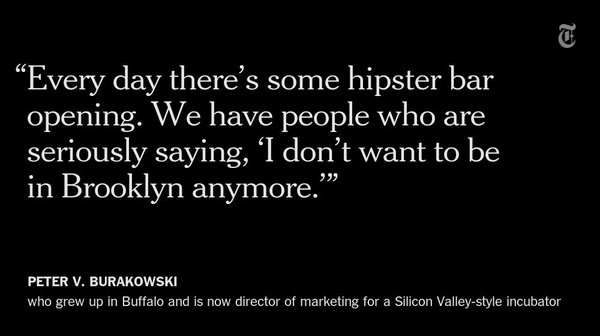 “Every day there’s some hipster bar
opening. We have people who are
seriously saying, ‘I don’t want to be
in Brooklyn anymore.’”
PETER V. BURAKOWSKI
who grew up in Buffalo and is now director of marketing for a Silicon Valley-style incubator